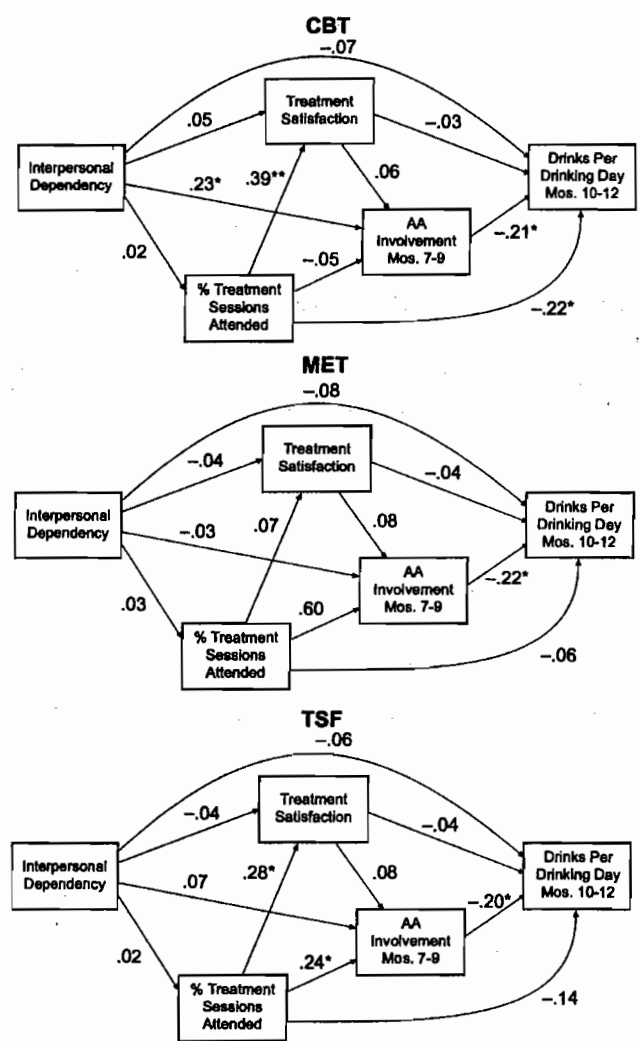 CBT
–.07
Treatment
Satisfaction
.05
–.03
Interpersonal
Dependency
Drinks Per
Drinking Day
Mos. 10-12
.39**
.06
.23*
AA
Involvement
Mos. 7-9
–.21*
.02
–.05
% Treatment
Sessions
Attended
–.22*
MET
–.08
Treatment
Satisfaction
–.04
–.04
Interpersonal
Dependency
Drinks Per
Drinking Day
Mos. 10-12
.07
.08
–.03
AA
Involvement
Mos. 7-9
–.22*
.03
.60
% Treatment
Sessions
Attended
–.06
TSF
–.06
Treatment
Satisfaction
–.04
–.04
Interpersonal
Dependency
Drinks Per
Drinking Day
Mos. 10-12
.28*
.08
.07
AA
Involvement
Mos. 7-9
–.20*
.02
.24*
% Treatment
Sessions
Attended
–.14